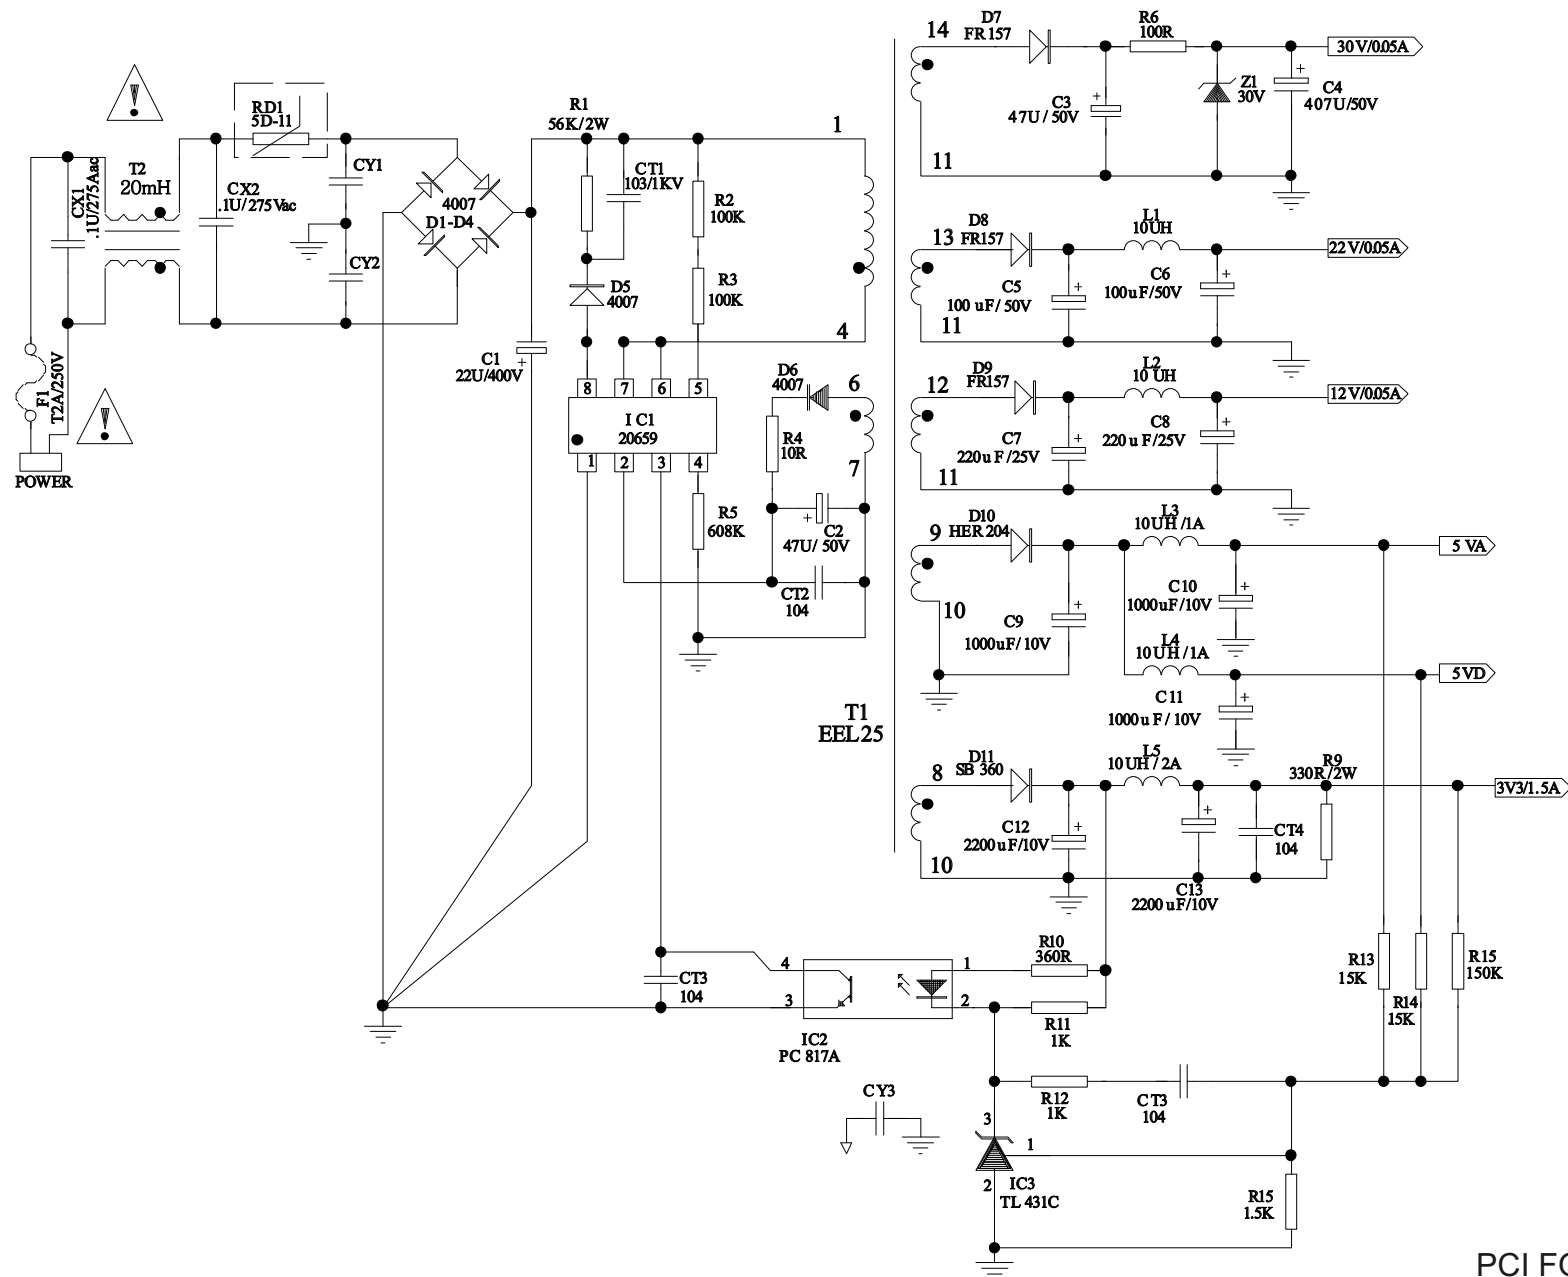 14
D7
FR157
R6
100R
30V/0.05A
C3
47U/50V
Z1
30V
C4
407U/50V
11
RD1
5D-11
R1
56K/2W
1
T2
20mH
CX1
.1U/275Aac
CX2
.1U/275Vac
CY1
CY2
4007
D1-D4
CT1
103/1KV
R2
100K
R3
100K
D5
4007
4
13
D8
FR157
L1
10UH
22V/0.05A
C5
100uF/50V
C6
100uF/50V
11
F1
T2A/250V
POWER
C1
22U/400V
8
7
6
5
IC1
20659
1
2
3
4
D6
4007
6
R4
10R
7
12
D9
FR157
L2
10UH
12V/0.05A
C7
220uF/25V
C8
220uF/25V
11
R5
608K
C2
47U/50V
CT2
104
9
D10
HER204
L3
10UH/1A
5VA
C10
1000uF/10V
10
C9
1000uF/10V
L4
10UH/1A
5VD
C11
1000uF/10V
T1
EEL25
8
D11
SB360
L5
10UH/2A
R9
330R/2W
3V3/1.5A
C12
2200uF/10V
CT4
104
10
C13
2200uF/10V
CT3
104
4
3
1
2
IC2
PC817A
R10
360R
R11
1K
R13
15K
R14
15K
R15
150K
R12
1K
CT3
104
CY3
3
1
2
IC3
TL431C
R15
1.5K
PCI FO